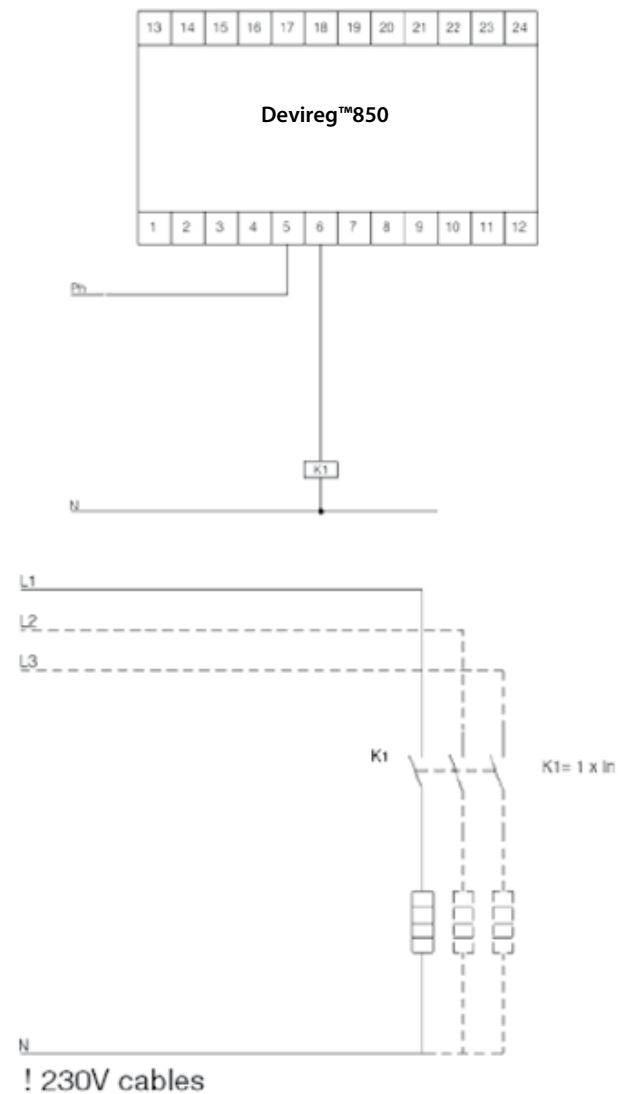 13 14 15 16 17 18 19 20 21 22 23 24
Devireg™850
1 2 3 4 5 6 7 8 9 10 11 12
Ph
K1
N
L1
L2
L3
K1
K1= 1 x In
N
! 230V cables